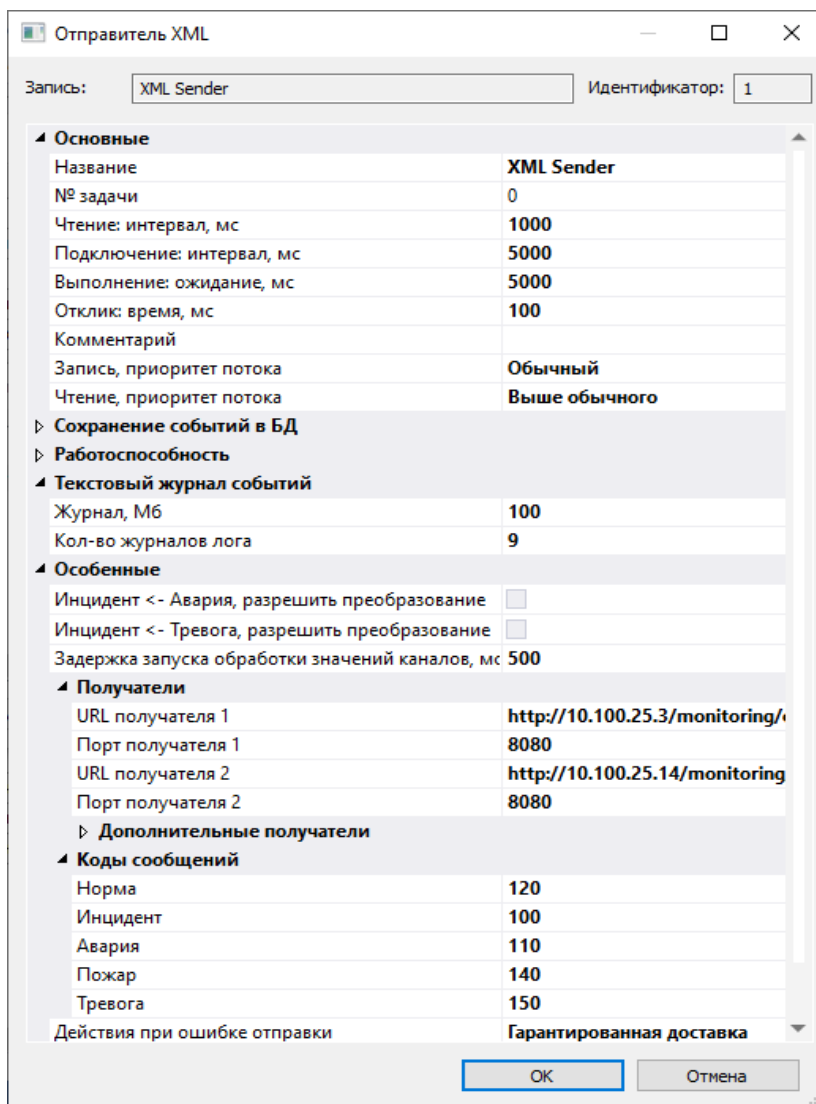 Отправитель XML
Запись: XML Sender Идентификатор: 1
Основные
Название XML Sender
№ задачи 0
Чтение: интервал, мс 1000
Подключение: интервал, мс 5000
Выполнение: ожидание, мс 5000
Отклик: время, мс 100
Комментарий
Запись, приоритет потока Обычный
Чтение, приоритет потока Выше обычного
Сохранение событий в БД
Работоспособность
Текстовый журнал событий
Журнал, Мб 100
Кол-во журналов лога 9
Особенные
Инцидент <- Авария, разрешить преобразование
Инцидент <- Тревога, разрешить преобразование
Задержка запуска обработки значений каналов, мс 500
Получатели
URL получателя 1 http://10.100.25.3/monitoring/
Порт получателя 1 8080
URL получателя 2 http://10.100.25.14/monitoring
Порт получателя 2 8080
Дополнительные получатели
Коды сообщений
Норма 120
Инцидент 100
Авария 110
Пожар 140
Тревога 150
Действия при ошибке отправки Гарантированная доставка
OK Отмена